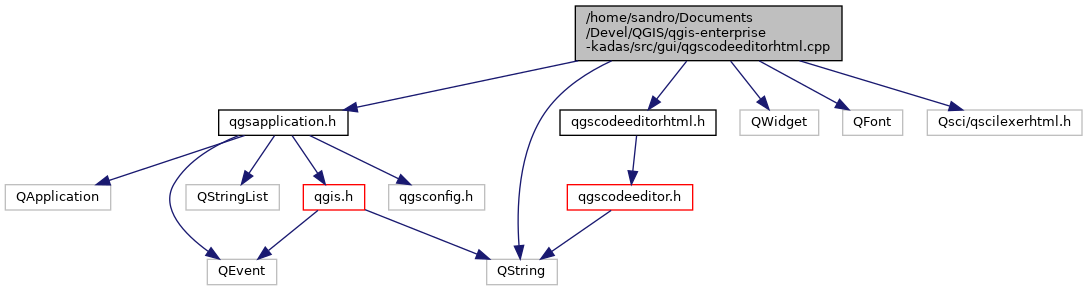 /home/sandro/Documents
/Devel/QGIS/qgis-enterprise
-kadas/src/gui/qgscodeeditorhtml.cpp
qgsapplication.h
qgscodeeditorhtml.h
QWidget
QFont
Qsci/qscilexerhtml.h
QApplication
QStringList
qgis.h
qgsconfig.h
qgscodeeditor.h
QEvent
QString